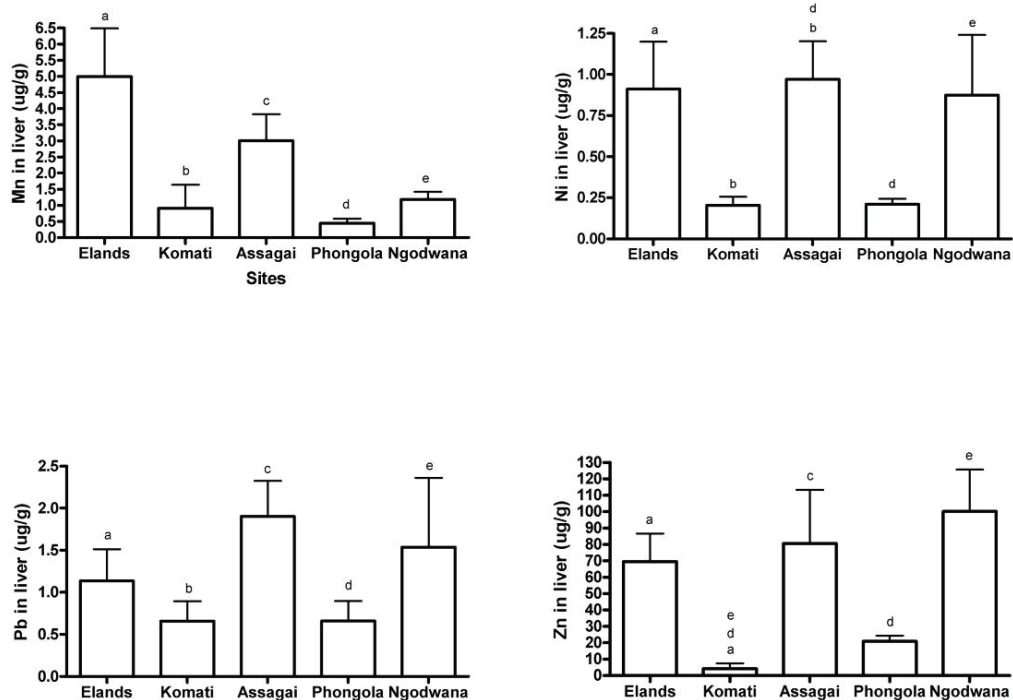 Mn in liver (ug/g)
6.5
6.0
5.5
5.0
4.5
4.0
3.5
3.0
2.5
2.0
1.5
1.0
0.5
0.0
a
b
c
d
e
Elands Komati Assagai Phongola Ngodwana
Sites
Ni in liver (ug/g)
1.25
1.00
0.75
0.50
0.25
0.00
a
b
d
b
d
e
Elands Komati Assagai Phongola Ngodwana
Pb in liver (ug/g)
2.5
2.0
1.5
1.0
0.5
0.0
a
b
c
d
e
Elands Komati Assagai Phongola Ngodwana
Zn in liver (ug/g)
130
120
110
100
90
80
70
60
50
40
30
20
10
0
a
e
d
a
c
d
e
Elands Komati Assagai Phongola Ngodwana